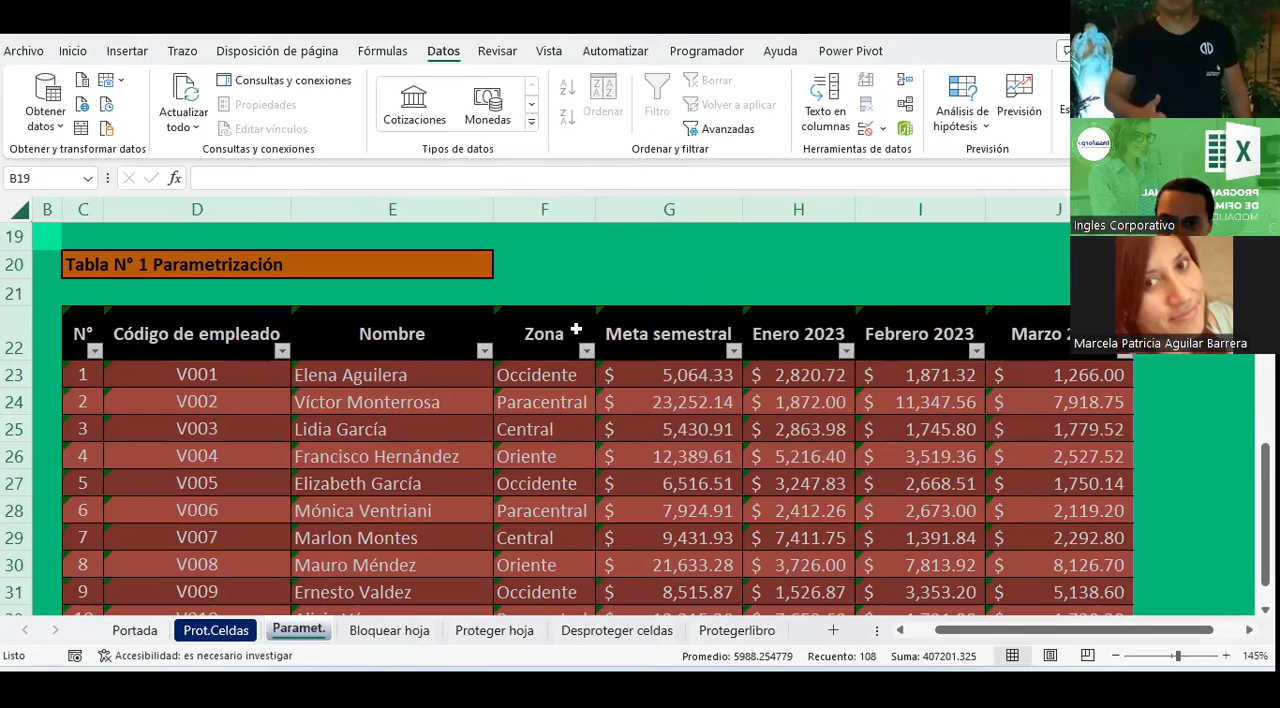 Archivo Inicio Insertar Trazo Disposición de página Fórmulas Datos Revisar Vista Automatizar Programador Ayuda Power Pivot
Obtener datos
Obtener y transformar datos
Actualizar todo
Consultas y conexiones
Propiedades
Editar vínculos
Consultas y conexiones
Cotizaciones
Monedas
Tipos de datos
Ordenar
Filtro
Borrar
Volver a aplicar
Avanzadas
Ordenar y filtrar
Texto en columnas
Herramientas de datos
Análisis de hipótesis
Previsión
Previsión
B19
fx
B C D E F G H I J
19
20 Tabla N° 1 Parametrización
21
22 N° Código de empleado Nombre Zona Meta semestral Enero 2023 Febrero 2023 Marzo 2
23 1 V001 Elena Aguilera Occidente $ 5,064.33 $ 2,820.72 $ 1,871.32 $ 1,266.00
24 2 V002 Víctor Monterrosa Paracentral $ 23,252.14 $ 1,872.00 $ 11,347.56 $ 7,918.75
25 3 V003 Lidia García Central $ 5,430.91 $ 2,863.98 $ 1,745.80 $ 1,779.52
26 4 V004 Francisco Hernández Oriente $ 12,389.61 $ 5,216.40 $ 3,519.36 $ 2,527.52
27 5 V005 Elizabeth García Occidente $ 6,516.51 $ 3,247.83 $ 2,668.51 $ 1,750.14
28 6 V006 Mónica Ventriani Paracentral $ 7,924.91 $ 2,412.26 $ 2,673.00 $ 2,119.20
29 7 V007 Marlon Montes Central $ 9,431.93 $ 7,411.75 $ 1,391.84 $ 2,292.80
30 8 V008 Mauro Méndez Oriente $ 21,633.28 $ 3,726.00 $ 7,813.92 $ 8,126.70
31 9 V009 Ernesto Valdez Occidente $ 8,515.87 $ 1,526.87 $ 3,353.20 $ 5,138.60
Portada Prot.Celdas Paramet. Bloquear hoja Proteger hoja Desproteger celdas Protegerlibro
Listo Accesibilidad: es necesario investigar Promedio: 5988.254779 Recuento: 108 Suma: 407201.325 145%
X
Ingles Corporativo
Marcela Patricia Aguilar Barrera